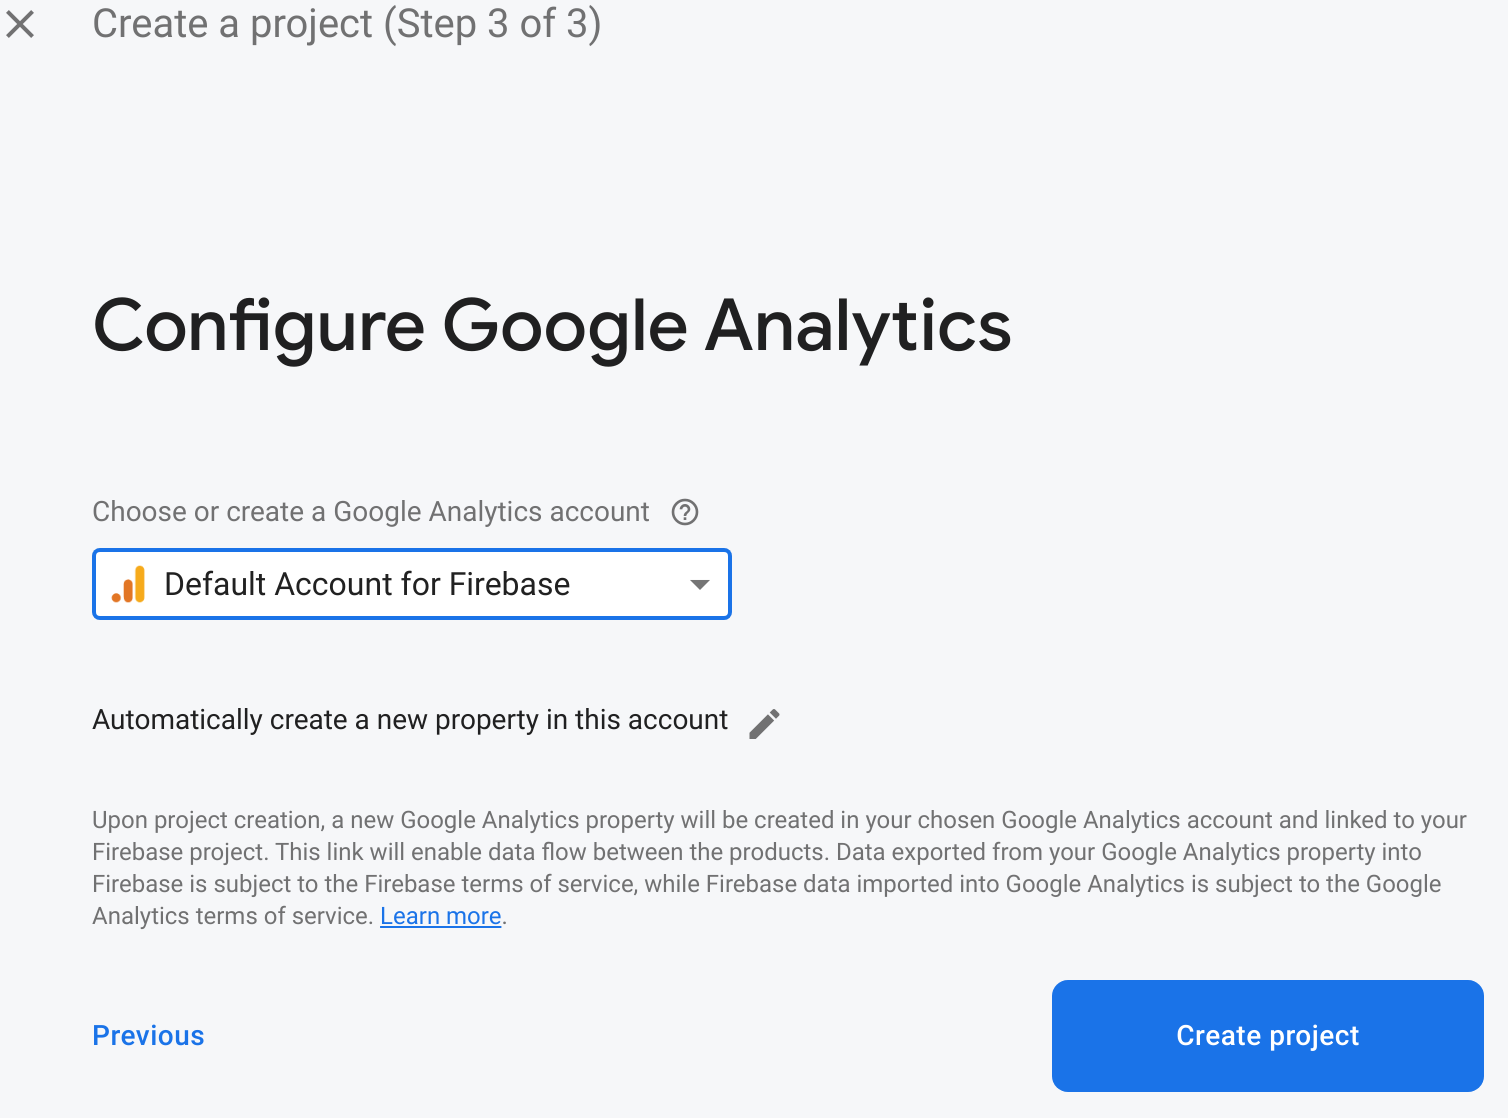 Create a project (Step 3 of 3)
Configure Google Analytics
Choose or create a Google Analytics account
Default Account for Firebase
Automatically create a new property in this account
Upon project creation, a new Google Analytics property will be created in your chosen Google Analytics account and linked to your
Firebase project. This link will enable data flow between the products. Data exported from your Google Analytics property into
Firebase is subject to the Firebase terms of service, while Firebase data imported into Google Analytics is subject to the Google
Analytics terms of service. Learn more.
Previous
Create project